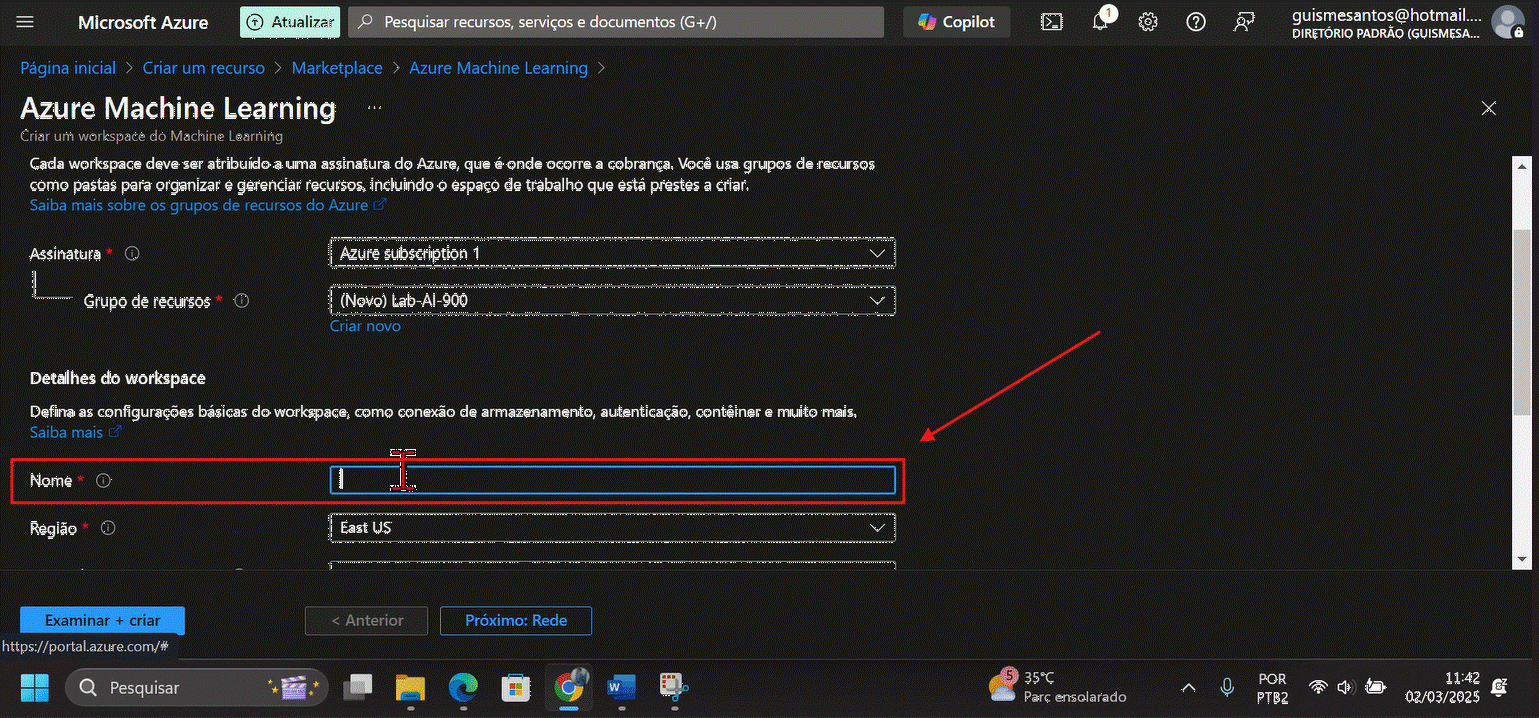 Microsoft Azure
Atualizar
Pesquisar recursos, serviços e documentos (G+/)
Copilot
1
guismesantos@hotmail....
DIRETÓRIO PADRÃO (GUISMESA...
Página inicial > Criar um recurso > Marketplace > Azure Machine Learning >
Azure Machine Learning ...
Criar um workspace do Machine Learning
Cada workspace deve ser atribuído a uma assinatura do Azure, que é onde ocorre a cobrança. Você usa grupos de recursos
como pastas para organizar e gerenciar recursos, incluindo o espaço de trabalho que está prestes a criar.
Saiba mais sobre os grupos de recursos do Azure
Assinatura *
Azure subscription 1
Grupo de recursos *
(Novo) Lab-AI-900
Criar novo
Detalhes do workspace
Defina as configurações básicas do workspace, como conexão de armazenamento, autenticação, contêiner e muito mais.
Saiba mais
Nome *
Região *
East US
Examinar + criar
< Anterior
Próximo: Rede
https://portal.azure.com/#
Pesquisar
5
35°C
Parc ensolarado
POR
PTB2
11:42
02/03/2025